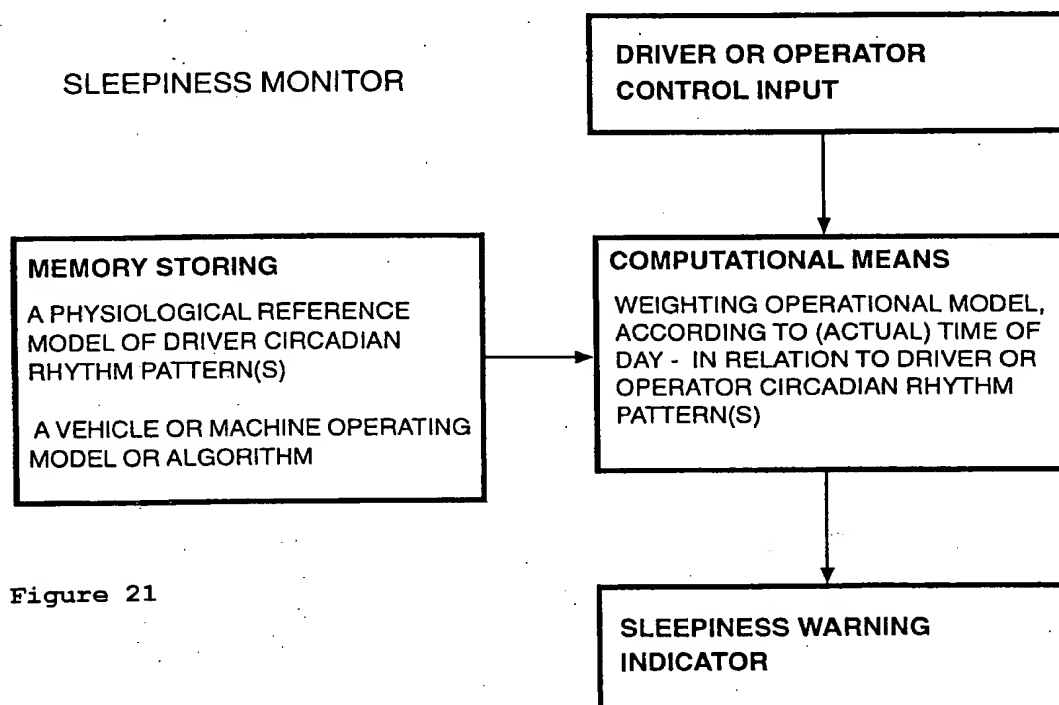 SLEEPINESS MONITOR
DRIVER OR OPERATOR
CONTROL INPUT
MEMORY STORING
A PHYSIOLOGICAL REFERENCE
MODEL OF DRIVER CIRCADIAN
RHYTHM PATTERN(S)
A VEHICLE OR MACHINE OPERATING
MODEL OR ALGORITHM
COMPUTATIONAL MEANS
WEIGHTING OPERATIONAL MODEL,
ACCORDING TO (ACTUAL) TIME OF
DAY - IN RELATION TO DRIVER OR
OPERATOR CIRCADIAN RHYTHM
PATTERN(S)
Figure 21
SLEEPINESS WARNING
INDICATOR